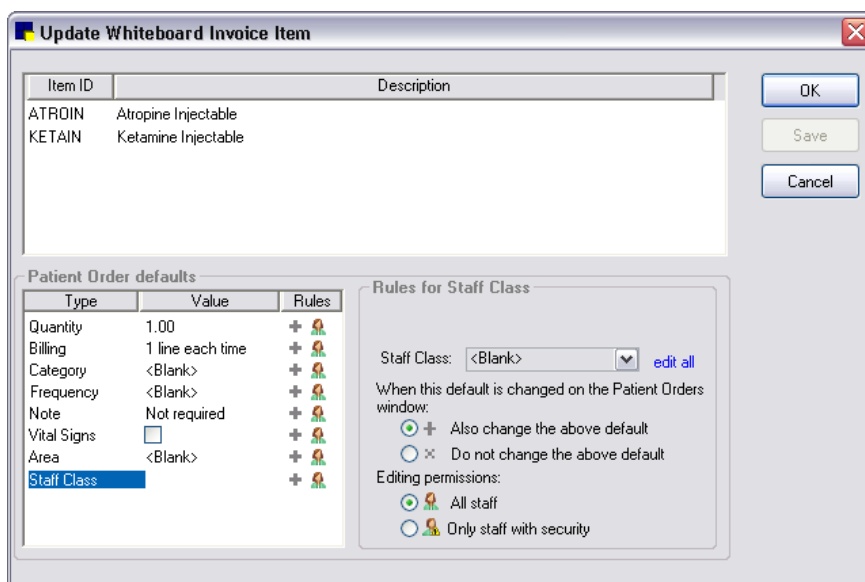 Update Whiteboard Invoice Item
Item ID Description
ATROIN Atropine Injectable
KETAIN Ketamine Injectable
OK
Save
Cancel
Patient Order defaults
Type Value Rules
Quantity 1.00
Billing 1 line each time
Category <Blank>
Frequency <Blank>
Note Not required
Vital Signs
Area <Blank>
Staff Class
Rules for Staff Class
Staff Class: <Blank> edit all
When this default is changed on the Patient Orders
window:
Also change the above default
Do not change the above default
Editing permissions:
All staff
Only staff with security